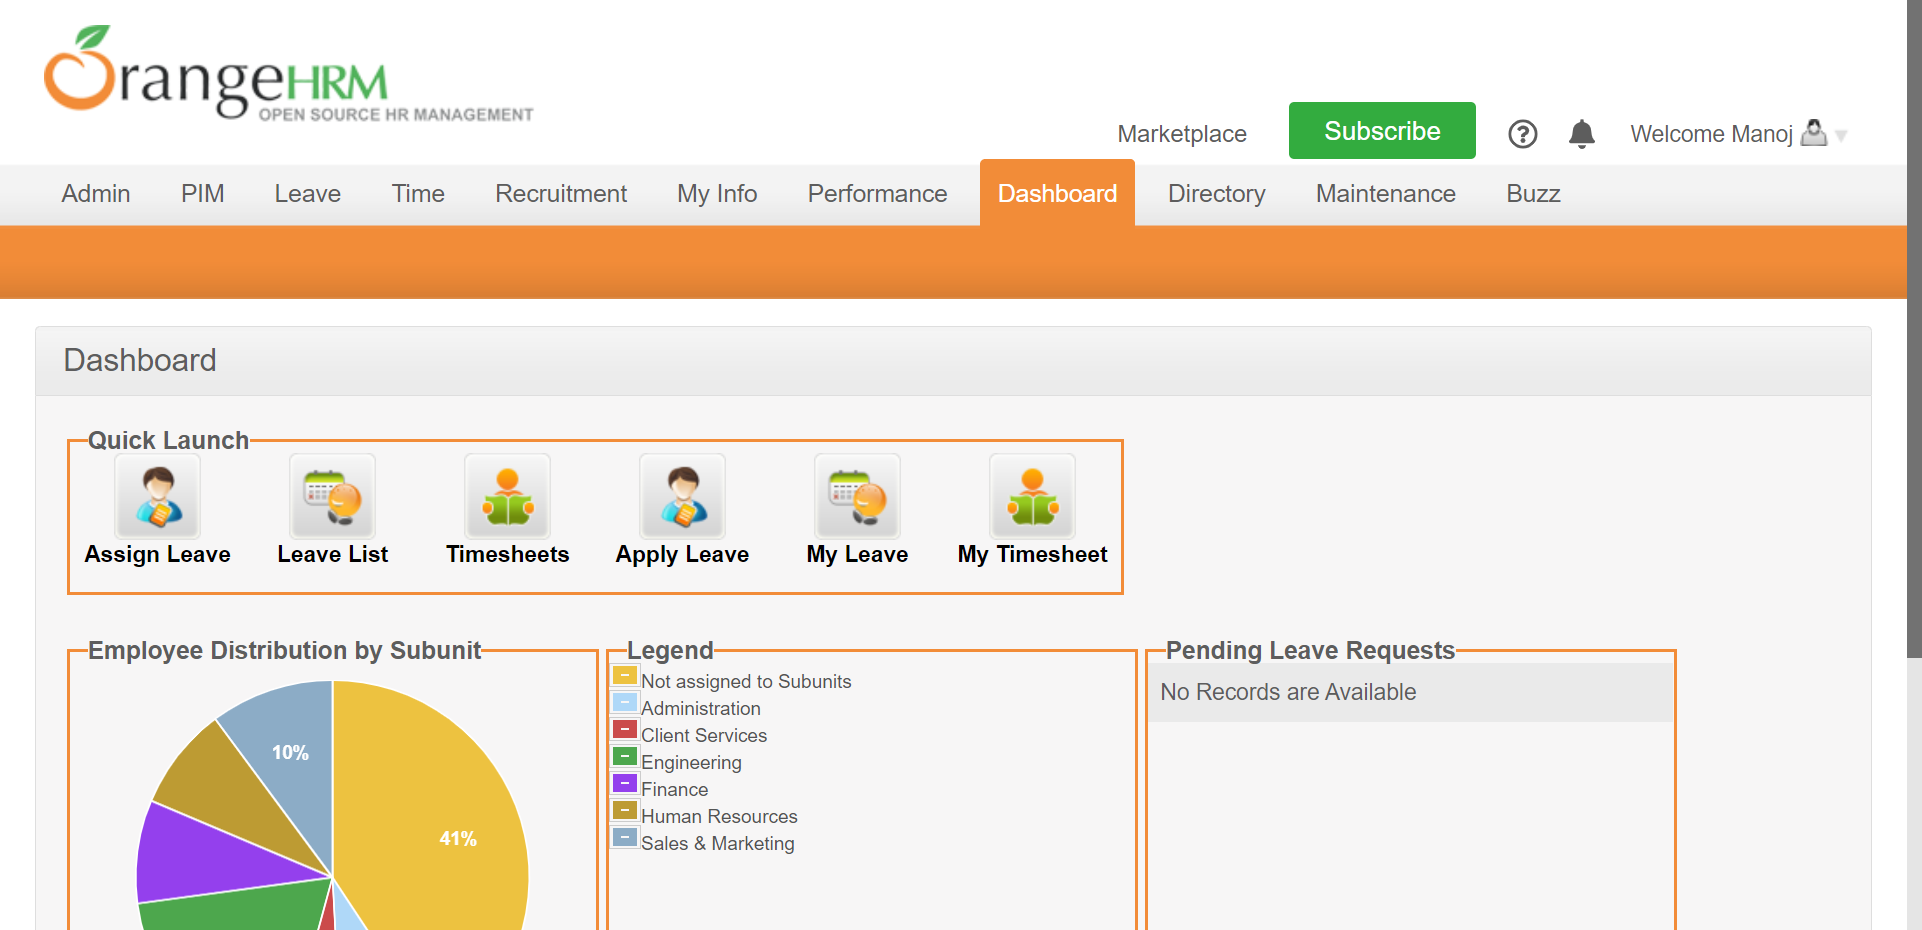 OrangeHRM
OPEN SOURCE HR MANAGEMENT
Marketplace
Subscribe
Welcome Manoj
Admin
PIM
Leave
Time
Recruitment
My Info
Performance
Dashboard
Directory
Maintenance
Buzz
Dashboard
Quick Launch
Assign Leave
Leave List
Timesheets
Apply Leave
My Leave
My Timesheet
Employee Distribution by Subunit
10%
41%
Legend
Not assigned to Subunits
Administration
Client Services
Engineering
Finance
Human Resources
Sales & Marketing
Pending Leave Requests
No Records are Available